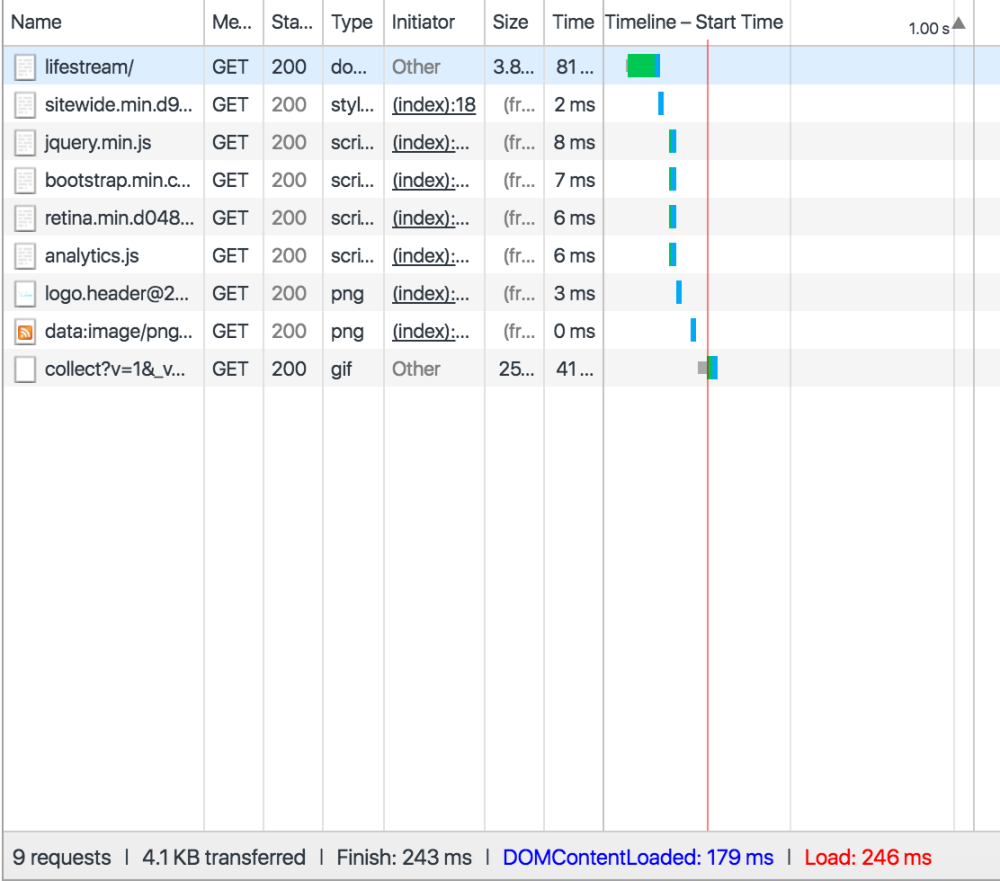 Name Me... Sta... Type Initiator Size Time Timeline – Start Time 1.00 s
lifestream/ GET 200 do... Other 3.8... 81 ...
sitewide.min.d9... GET 200 styl... (index):18 (fr... 2 ms
jquery.min.js GET 200 scri... (index):... (fr... 8 ms
bootstrap.min.c... GET 200 scri... (index):... (fr... 7 ms
retina.min.d048... GET 200 scri... (index):... (fr... 6 ms
analytics.js GET 200 scri... (index):... (fr... 6 ms
logo.header@2... GET 200 png (index):... (fr... 3 ms
data:image/png... GET 200 png (index):... (fr... 0 ms
collect?v=1&_v... GET 200 gif Other 25... 41 ...
9 requests | 4.1 KB transferred | Finish: 243 ms | DOMContentLoaded: 179 ms | Load: 246 ms